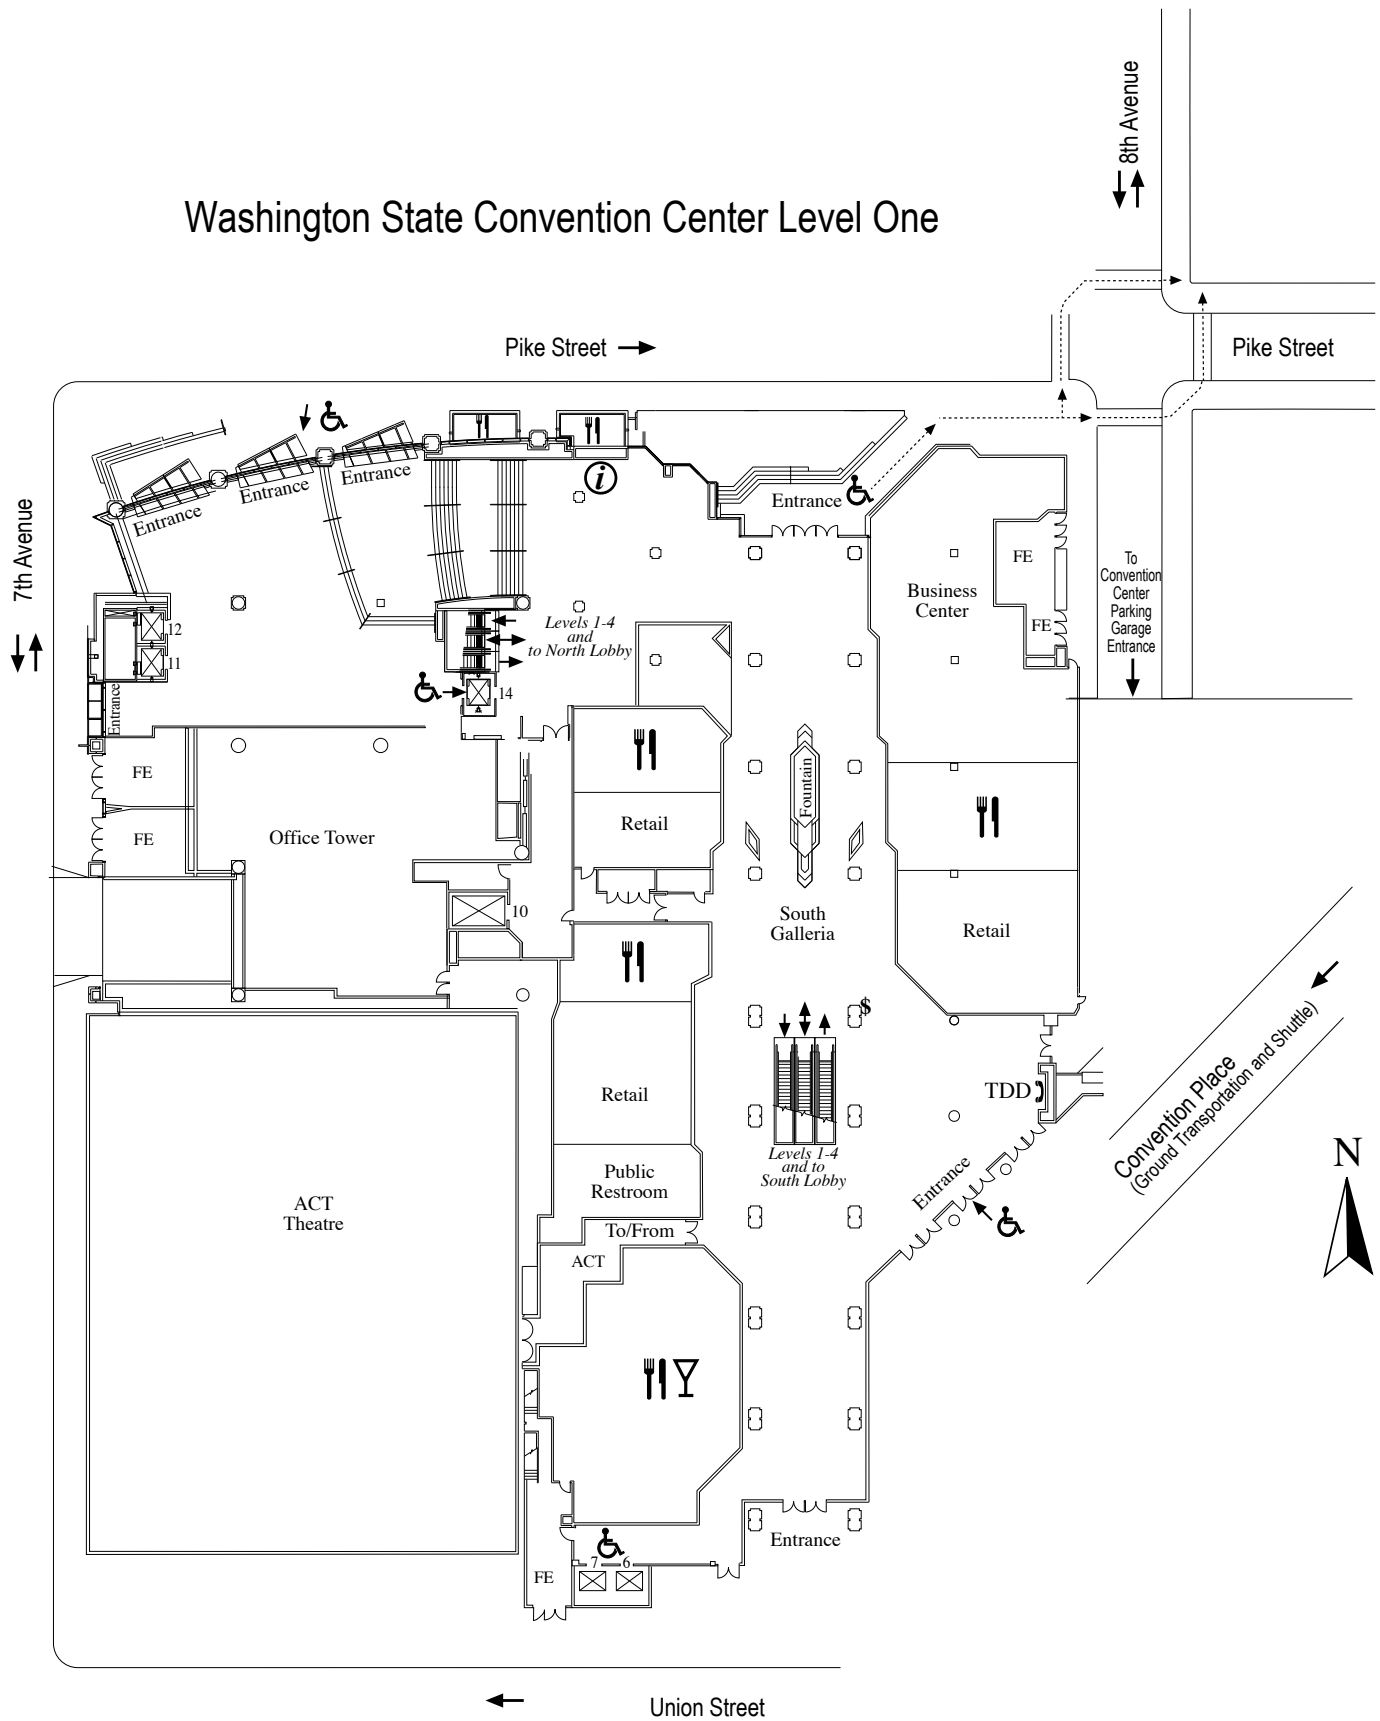 8th Avenue
Washington State Convention Center Level One
Pike Street
Pike Street
Entrance
Entrance
Entrance
i
Entrance
7th Avenue
FE
To
Convention
Center
Parking
Garage
Entrance
Business
Center
FE
12
11
Levels 1-4
and
to North Lobby
14
Entrance
FE
FE
Office Tower
Retail
Fountain
10
South
Galleria
Retail
$
Convention Place
(Ground Transportation and Shuttle)
TDD
Retail
Levels 1-4
and to
South Lobby
Entrance
N
Public
Restroom
ACT
Theatre
To/From
ACT
Entrance
7
6
FE
Union Street